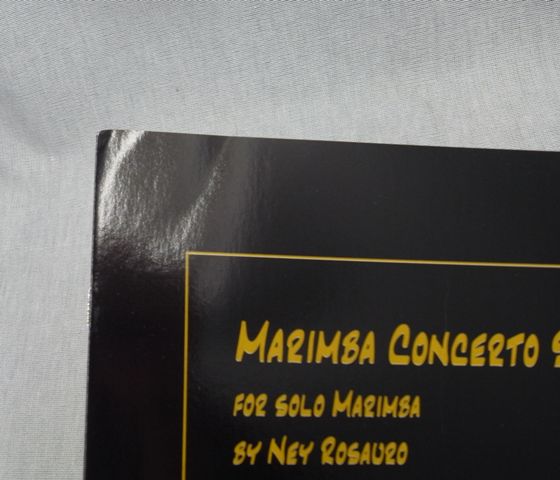 Marimba Concerto
for solo Marimba
by Ney Rosauro